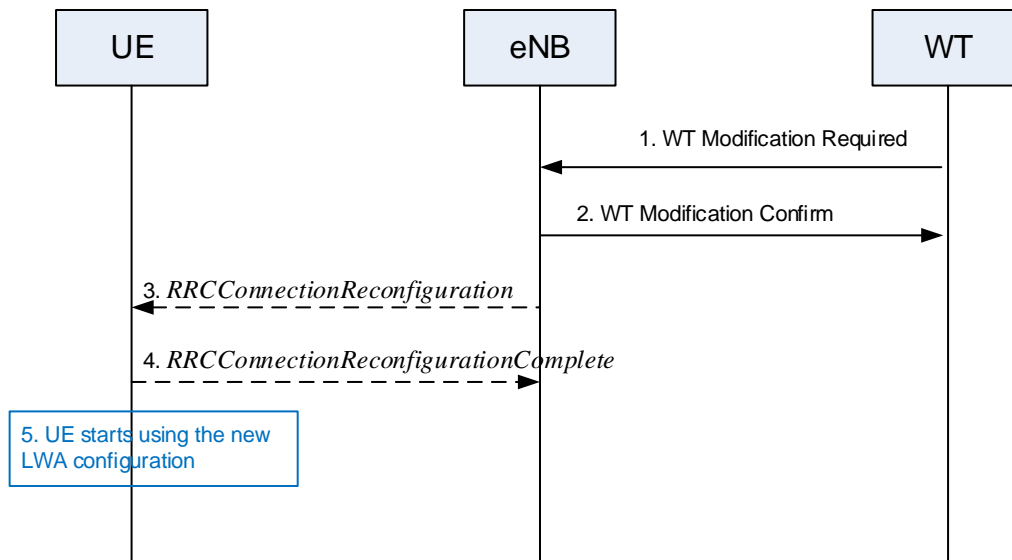 UE
eNB
WT
1. WT Modification Required
2. WT Modification Confirm
3. RRCConnectionReconfiguration
4. RRCConnectionReconfigurationComplete
5. UE starts using the new
LWA configuration